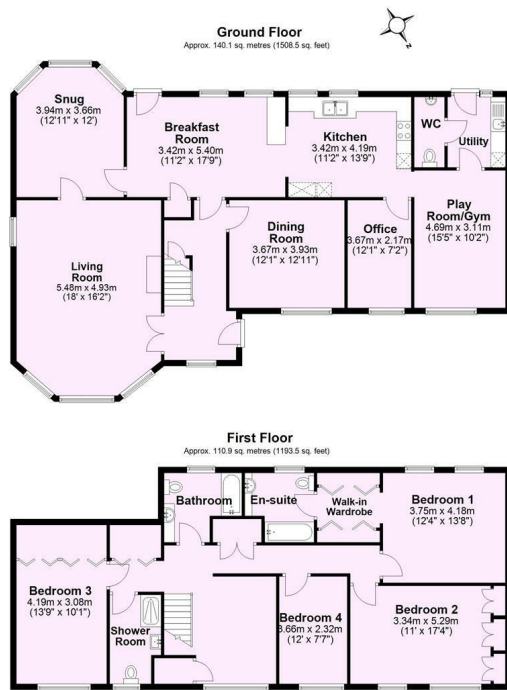 Ground Floor
Approx. 140.1 sq. metres (1508.5 sq. feet)
N
Snug
3.94m x 3.66m
(12'11" x 12')
Breakfast
Room
3.42m x 5.40m
(11'2" x 17'9")
Kitchen
3.42m x 4.19m
(11'2" x 13'9")
WC
Utility
Play
Room/Gym
4.69m x 3.11m
(15'5" x 10'2")
Dining
Room
3.67m x 3.93m
(12'1" x 12'11")
Office
3.67m x 2.17m
(12'1" x 7'2")
Living
Room
5.48m x 4.93m
(18' x 16'2")
First Floor
Approx. 110.9 sq. metres (1193.5 sq. feet)
Bathroom
En-suite
Walk-in
Wardrobe
Bedroom 1
3.75m x 4.18m
(12'4" x 13'8")
Bedroom 3
4.19m x 3.08m
(13'9" x 10'1")
Shower
Room
Bedroom 4
3.66m x 2.32m
(12' x 7'7")
Bedroom 2
3.34m x 5.29m
(11' x 17'4")